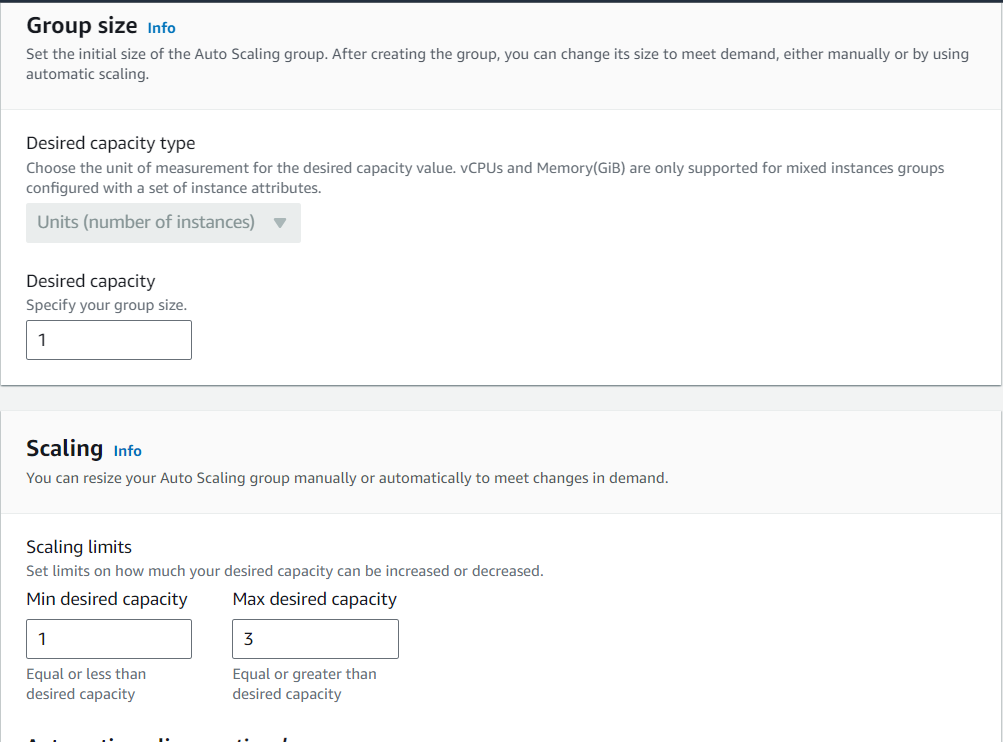 Group size Info
Set the initial size of the Auto Scaling group. After creating the group, you can change its size to meet demand, either manually or by using
automatic scaling.
Desired capacity type
Choose the unit of measurement for the desired capacity value. vCPUs and Memory(GiB) are only supported for mixed instances groups
configured with a set of instance attributes.
Units (number of instances)
Desired capacity
Specify your group size.
1
Scaling Info
You can resize your Auto Scaling group manually or automatically to meet changes in demand.
Scaling limits
Set limits on how much your desired capacity can be increased or decreased.
Min desired capacity
1
Equal or less than
desired capacity
Max desired capacity
3
Equal or greater than
desired capacity